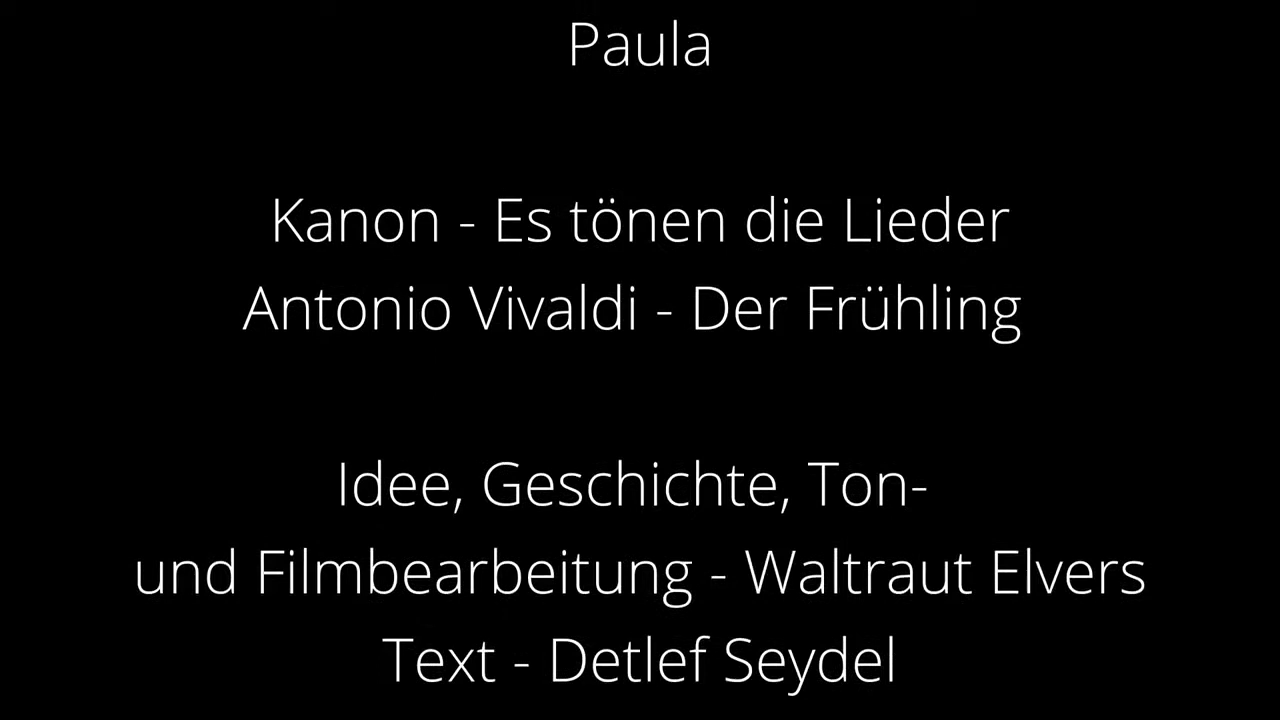 Paula
Kanon - Es tönen die Lieder
Antonio Vivaldi - Der Frühling
Idee, Geschichte, Ton-
und Filmbearbeitung - Waltraut Elvers
Text - Detlef Seydel